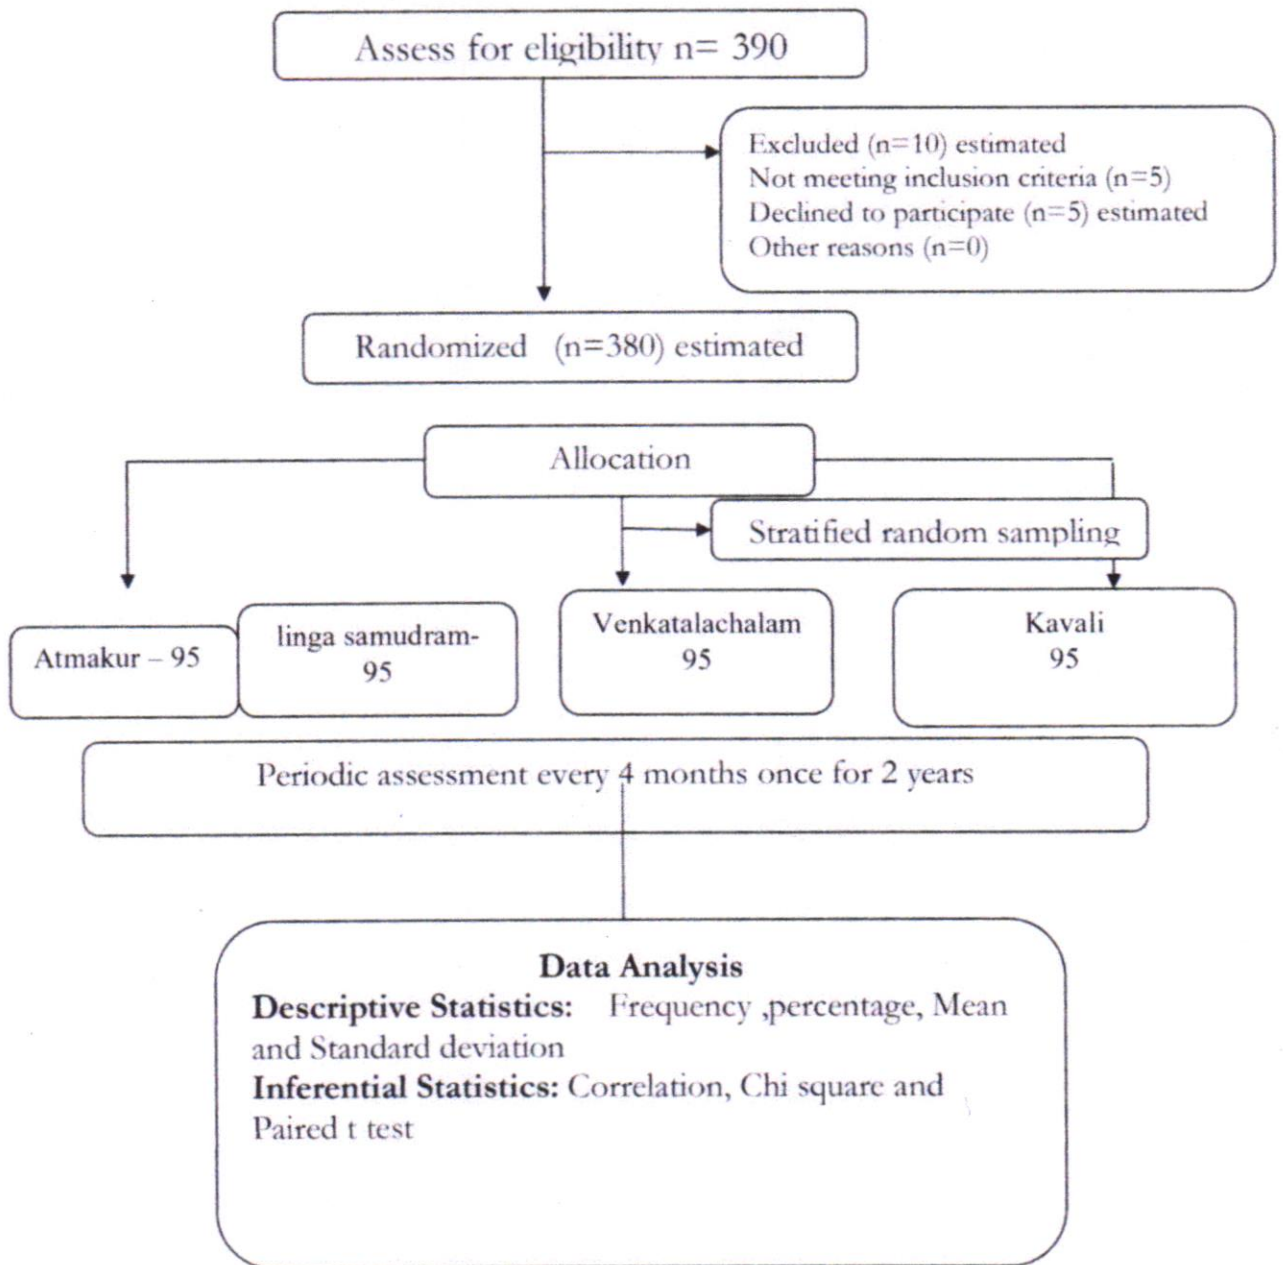 Assess for eligibility n= 390
Excluded (n=10) estimated
Not meeting inclusion criteria (n=5)
Declined to participate (n=5) estimated
Other reasons (n=0)
Randomized (n=380) estimated
Allocation
Stratified random sampling
Atmakur – 95
linga samudram-
95
Venkatalachalam
95
Kavali
95
Periodic assessment every 4 months once for 2 years
Data Analysis
Descriptive Statistics: Frequency ,percentage, Mean
and Standard deviation
Inferential Statistics: Correlation, Chi square and
Paired t test